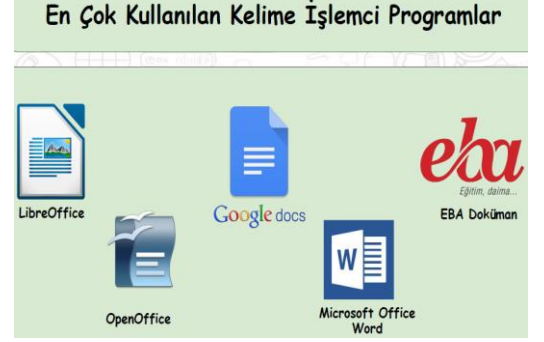 En Çok Kullanılan Kelime İşlemci Programlar
LibreOffice
Google docs
eba
Eğitim, daima...
EBA Doküman
OpenOffice
W
Microsoft Office
Word